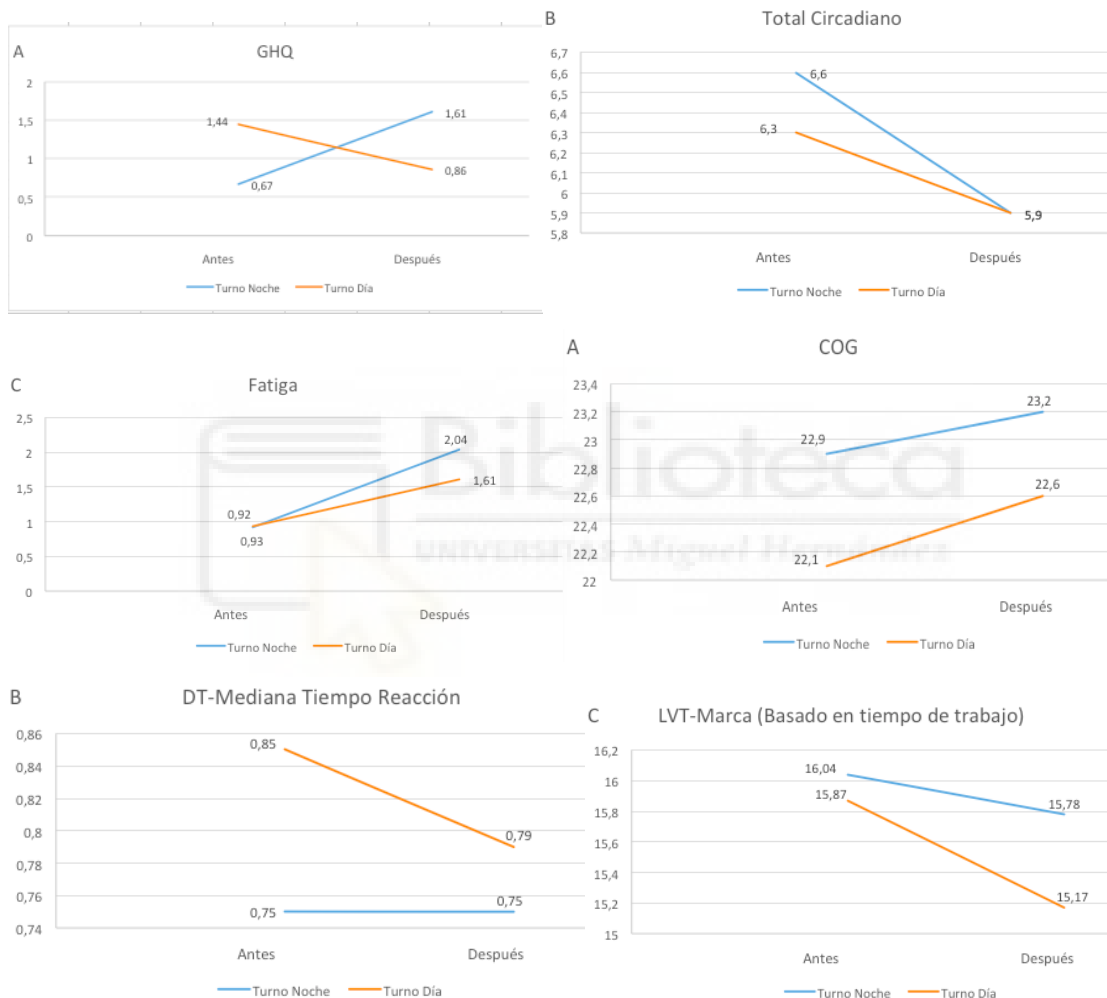 A
GHQ
2
1,5
1
0,5
0
1,44
0,67
1,61
0,86
Antes Después
Turno Noche Turno Día
B
Total Circadiano
6,7
6,6
6,5
6,4
6,3
6,2
6,1
6
5,9
5,8
6,6
6,3
5,9
Antes Después
Turno Noche Turno Día
C
Fatiga
2,5
2
1,5
1
0,5
0
0,92
0,93
2,04
1,61
Antes Después
Turno Noche Turno Día
A
COG
23,4
23,2
23
22,8
22,6
22,4
22,2
22
22,9
23,2
22,1
22,6
Antes Después
Turno Noche Turno Día
Biblioteca
UNIVERSITAS Miguel Hernández
B
DT-Mediana Tiempo Reacción
0,86
0,84
0,82
0,8
0,78
0,76
0,74
0,85
0,79
0,75
0,75
Antes Después
Turno Noche Turno Día
C
LVT-Marca (Basado en tiempo de trabajo)
16,2
16
15,8
15,6
15,4
15,2
15
16,04
15,87
15,78
15,17
Antes Después
Turno Noche Turno Día